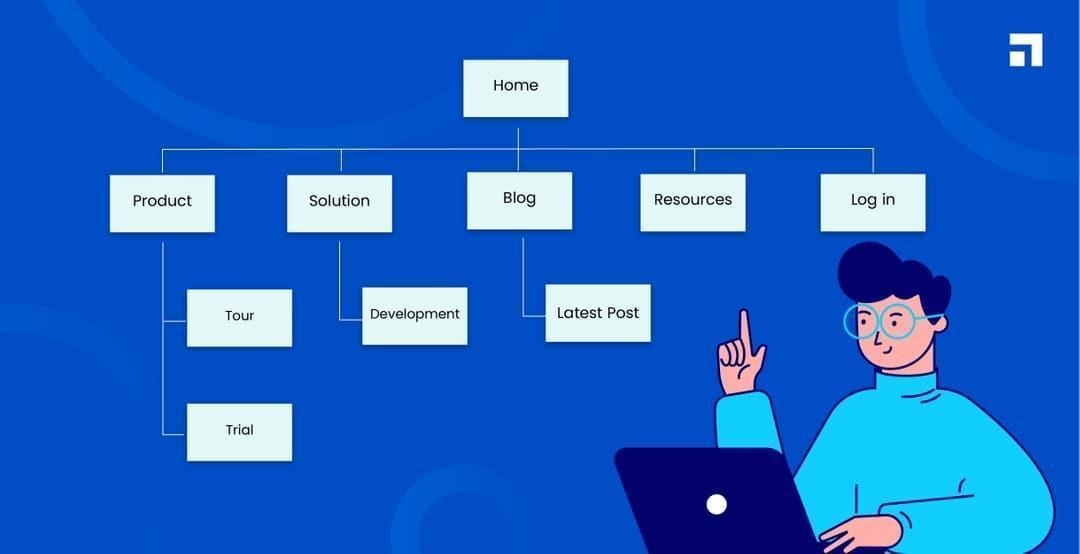 Home
Product
Solution
Blog
Resources
Log in
Tour
Development
Latest Post
Trial